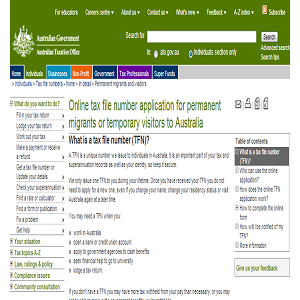 For educators Careers centre About us Contact us Help Feedback What's new A-Z index
Australian Government
Australian Taxation Office
Search for Search
In: ato.gov.au Individuals section only
Advanced search
Search tips
Home Individuals Businesses Non-Profit Government Tax Professionals Super Funds
Individuals » Tax file numbers - home » In detail » Permanent migrants and visitors
What do you want to do?
Fill in your tax return
Lodge your tax return
Work out your tax
Make a payment or receive a refund
Get a tax file number or
Update your details
Check your superannuation
Find a rate or calculator
Find a form or publication
Fix a problem
Get help
Your situation
Tax topics A-Z
Law, rulings & policy
Compliance issues
Community consultation
Online tax file number application for permanent
migrants or temporary visitors to Australia
What is a tax file number (TFN)?
A TFN is a unique number we issue to individuals in Australia. It is an important part of your tax and
superannuation records as well as your identity, so keep it secure.
We only issue one TFN to you during your lifetime. Once you have received your TFN you do not
need to apply for a new one, even if you change your name, change your residency status or visit
Australia again at a later time.
You may need a TFN when you:
work in Australia
open a bank or credit union account
apply to government agencies to claim benefits
seek financial help to go to university
lodge a tax return.
If you don't have a TFN you may have more tax withheld from your pay than necessary, or you may
Table of contents
What is a tax file number (TFN)?
Who can use the online application?
How does the online TFN application work?
How to complete the online form
How will I be notified of my TFN?
More information
Give us your feedback